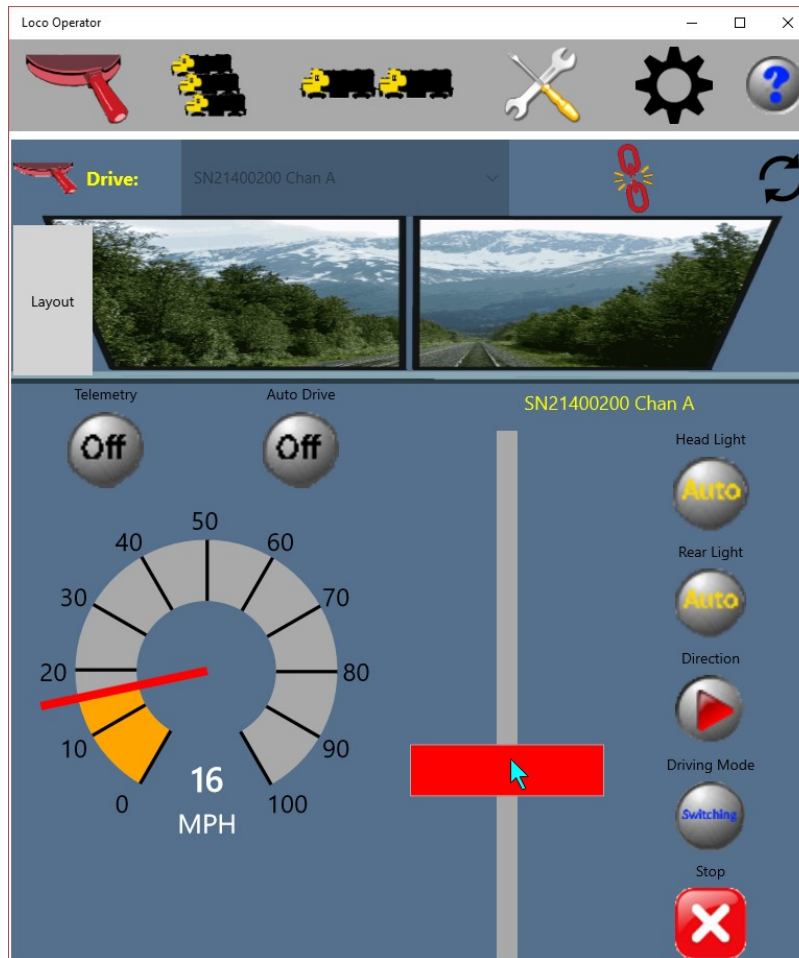 Loco Operator
?
Drive:
SN21400200 Chan A
Layout
Telemetry
Auto Drive
SN21400200 Chan A
Off
Off
Head Light
Auto
Rear Light
Auto
Direction
Driving Mode
Switching
Stop
50
40
60
30
70
20
80
10
90
0
100
16
MPH